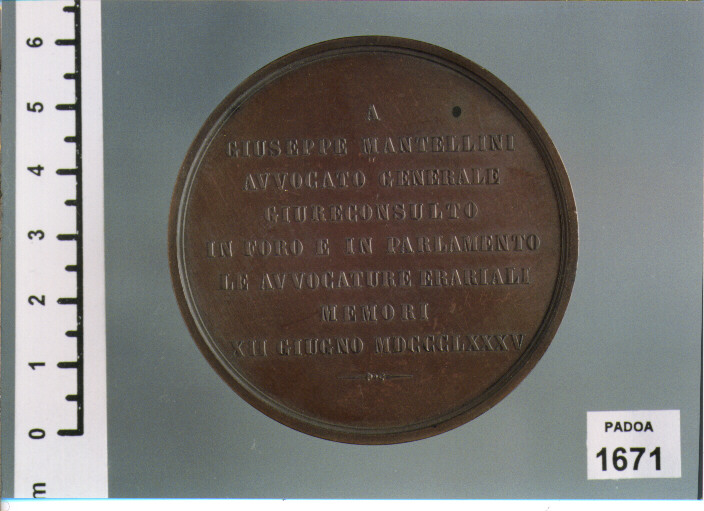 A
GIUSEPPE MANTELLINI
AVVOCATO GENERALE
GIURECONSULTO
IN FORO E IN PARLAMENTO
LE AVVOCATURE ERARIALI
MEMORI
XII GIUGNO MDCCCLXXXV
6
5
4
3
2
1
0
m
PADOA
1671